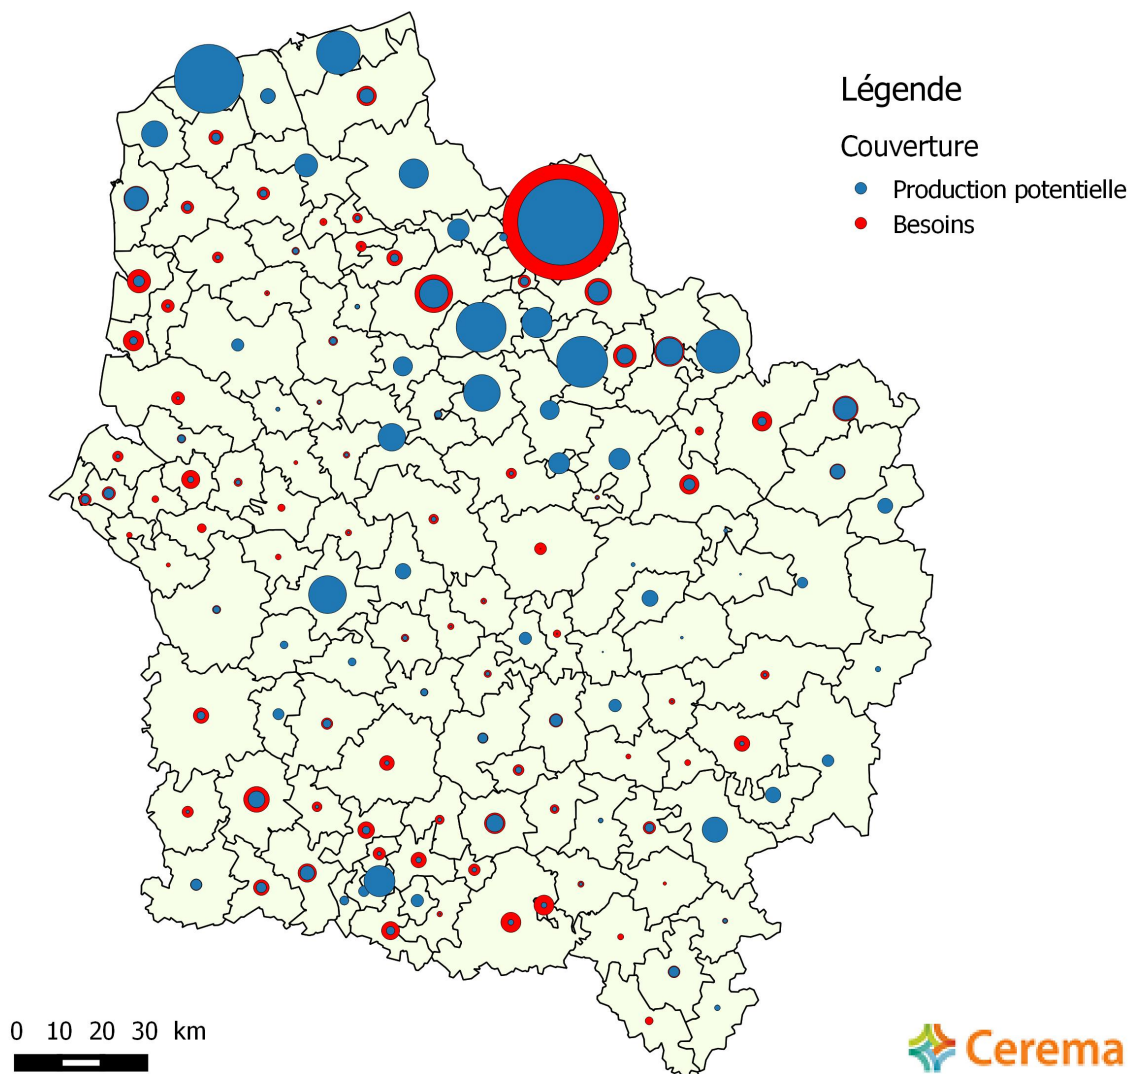 Légende
Couverture
Production potentielle
Besoins
0 10 20 30 km
Cerema